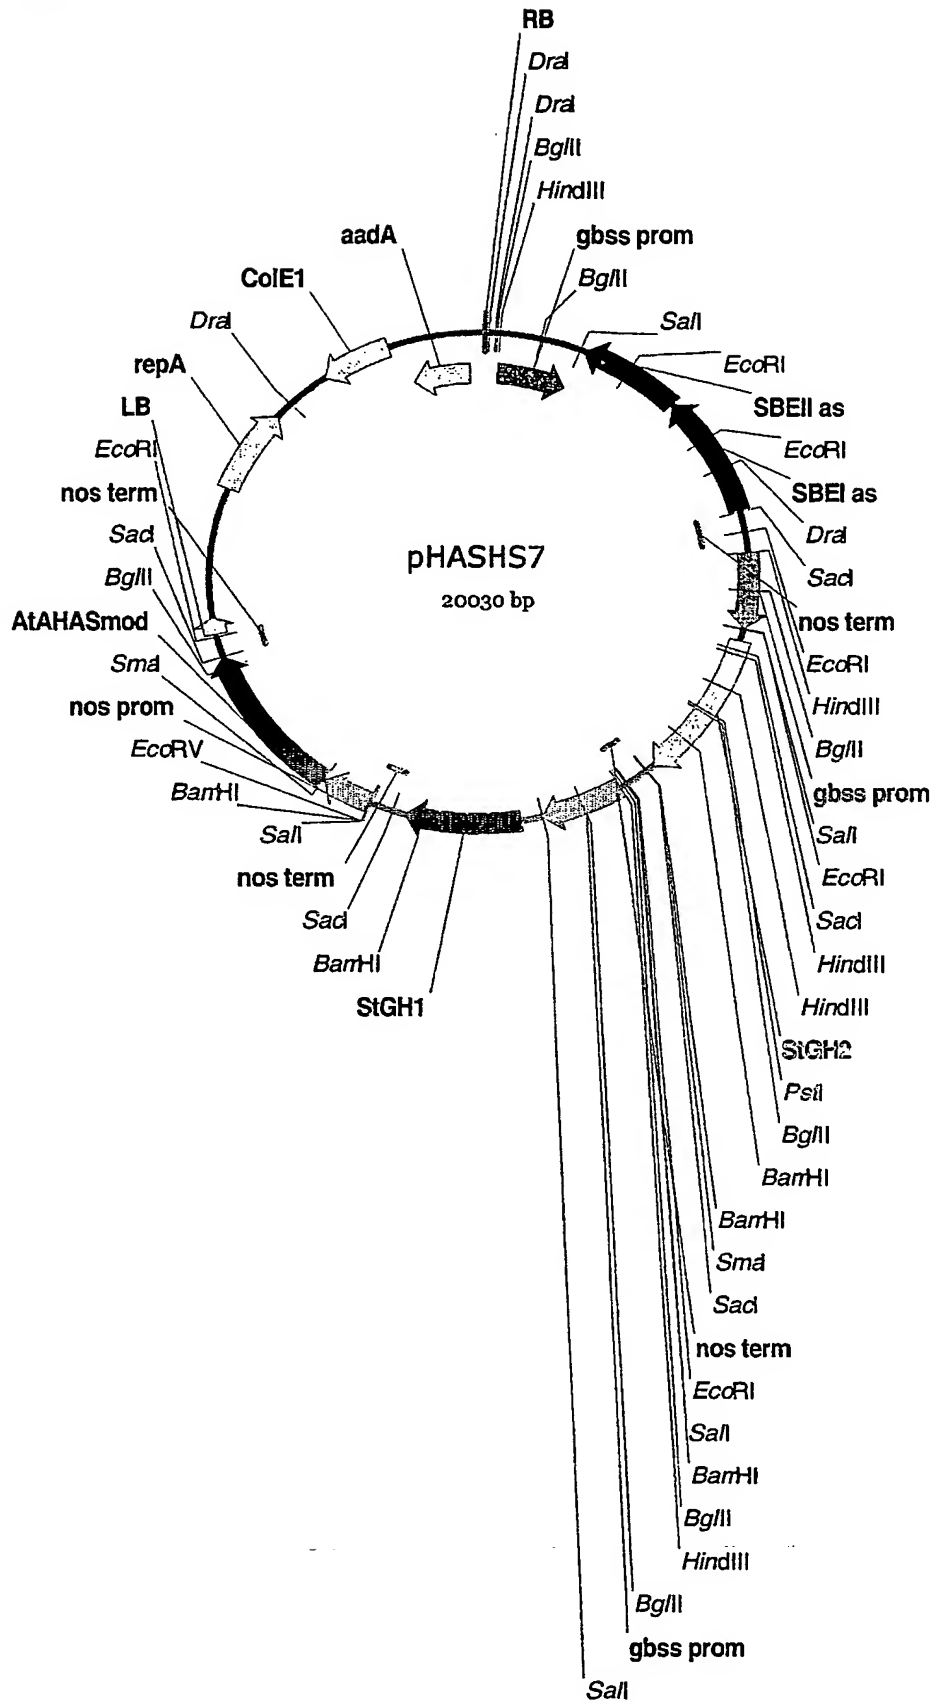 RB
DraI
DraI
BglII
HindIII
gbss prom
BglII
SalI
EcoRI
SBEII as
EcoRI
SBEI as
DraI
SacI
nos term
EcoRI
HindIII
BglII
gbss prom
SalI
EcoRI
SacI
HindIII
HindIII
StGH2
PstI
BglII
BamHI
BamHI
SmaI
SacI
nos term
EcoRI
SalI
BamHI
BglII
HindIII
BglII
gbss prom
SalI
StGH1
BamHI
SacI
nos term
SalI
BamHI
EcoRV
nos prom
SmaI
AtAHASmod
BglII
SacI
nos term
EcoRI
LB
repA
DraI
ColE1
aadA
pHASHS7
20030 bp